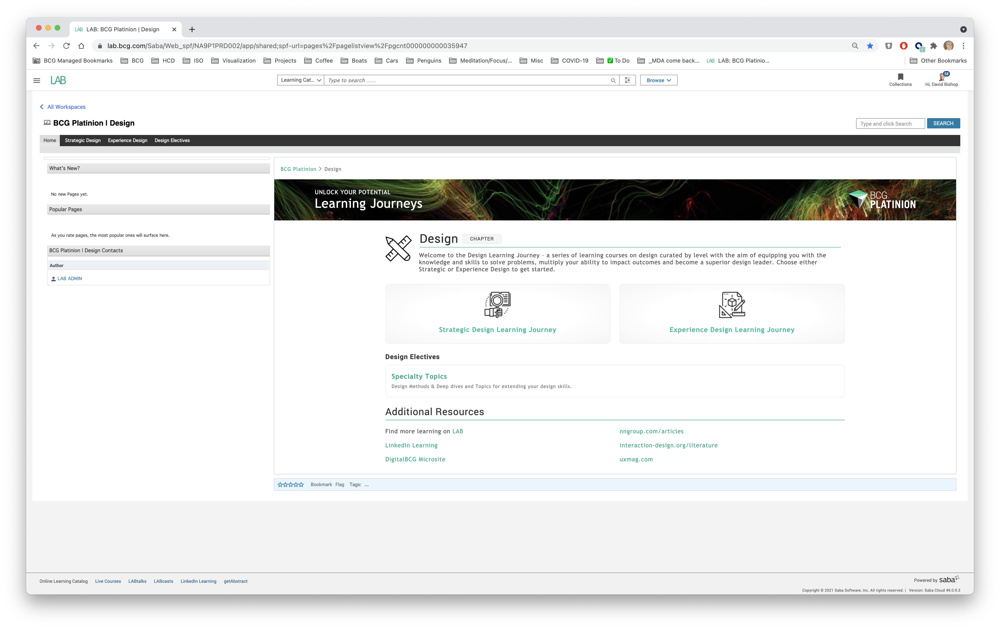 LAB LAB: BCG Platinion | Design
lab.bcg.com/Saba/Web_spf/NA9P1PRD002/app/shared;spf-url=pages%2Fpagelistview%2Fpgcnt000000000035947
BCG Managed Bookmarks BCG HCD ISO Visualization Projects Coffee Boats Cars Penguins Meditation/Focus/... Misc COVID-19 ✅To Do _MDA come back... LAB LAB: BCG Platinio... Other Bookmarks
LAB
Learning Cat... Type to search ......
Browse
58
Collections
Hi, David Bishop
All Workspaces
BCG Platinion | Design
Type and click Search SEARCH
Home Strategic Design Experience Design Design Electives
What's New?
No new Pages yet.
Popular Pages
As you rate pages, the most popular ones will surface here.
BCG Platinion | Design Contacts
Author
LAB ADMIN
BCG Platinion > Design
UNLOCK YOUR POTENTIAL
Learning Journeys
BCG
PLATINION
Design CHAPTER
Welcome to the Design Learning Journey - a series of learning courses on design curated by level with the aim of equipping you with the
knowledge and skills to solve problems, multiply your ability to impact outcomes and become a superior design leader. Choose either
Strategic or Experience Design to get started.
Strategic Design Learning Journey
Experience Design Learning Journey
Design Electives
Specialty Topics
Design Methods & Deep dives and Topics for extending your design skills.
Additional Resources
Find more learning on LAB
LinkedIn Learning
DigitalBCG Microsite
nngroup.com/articles
interaction-design.org/literature
uxmag.com
Bookmark Flag Tags: ...
Online Learning Catalog Live Courses LABtalks LABcasts LinkedIn Learning getAbstract
Powered by saba
Copyright © 2021 Saba Software, Inc. All rights reserved. | Version: Saba Cloud 49.0.9.3